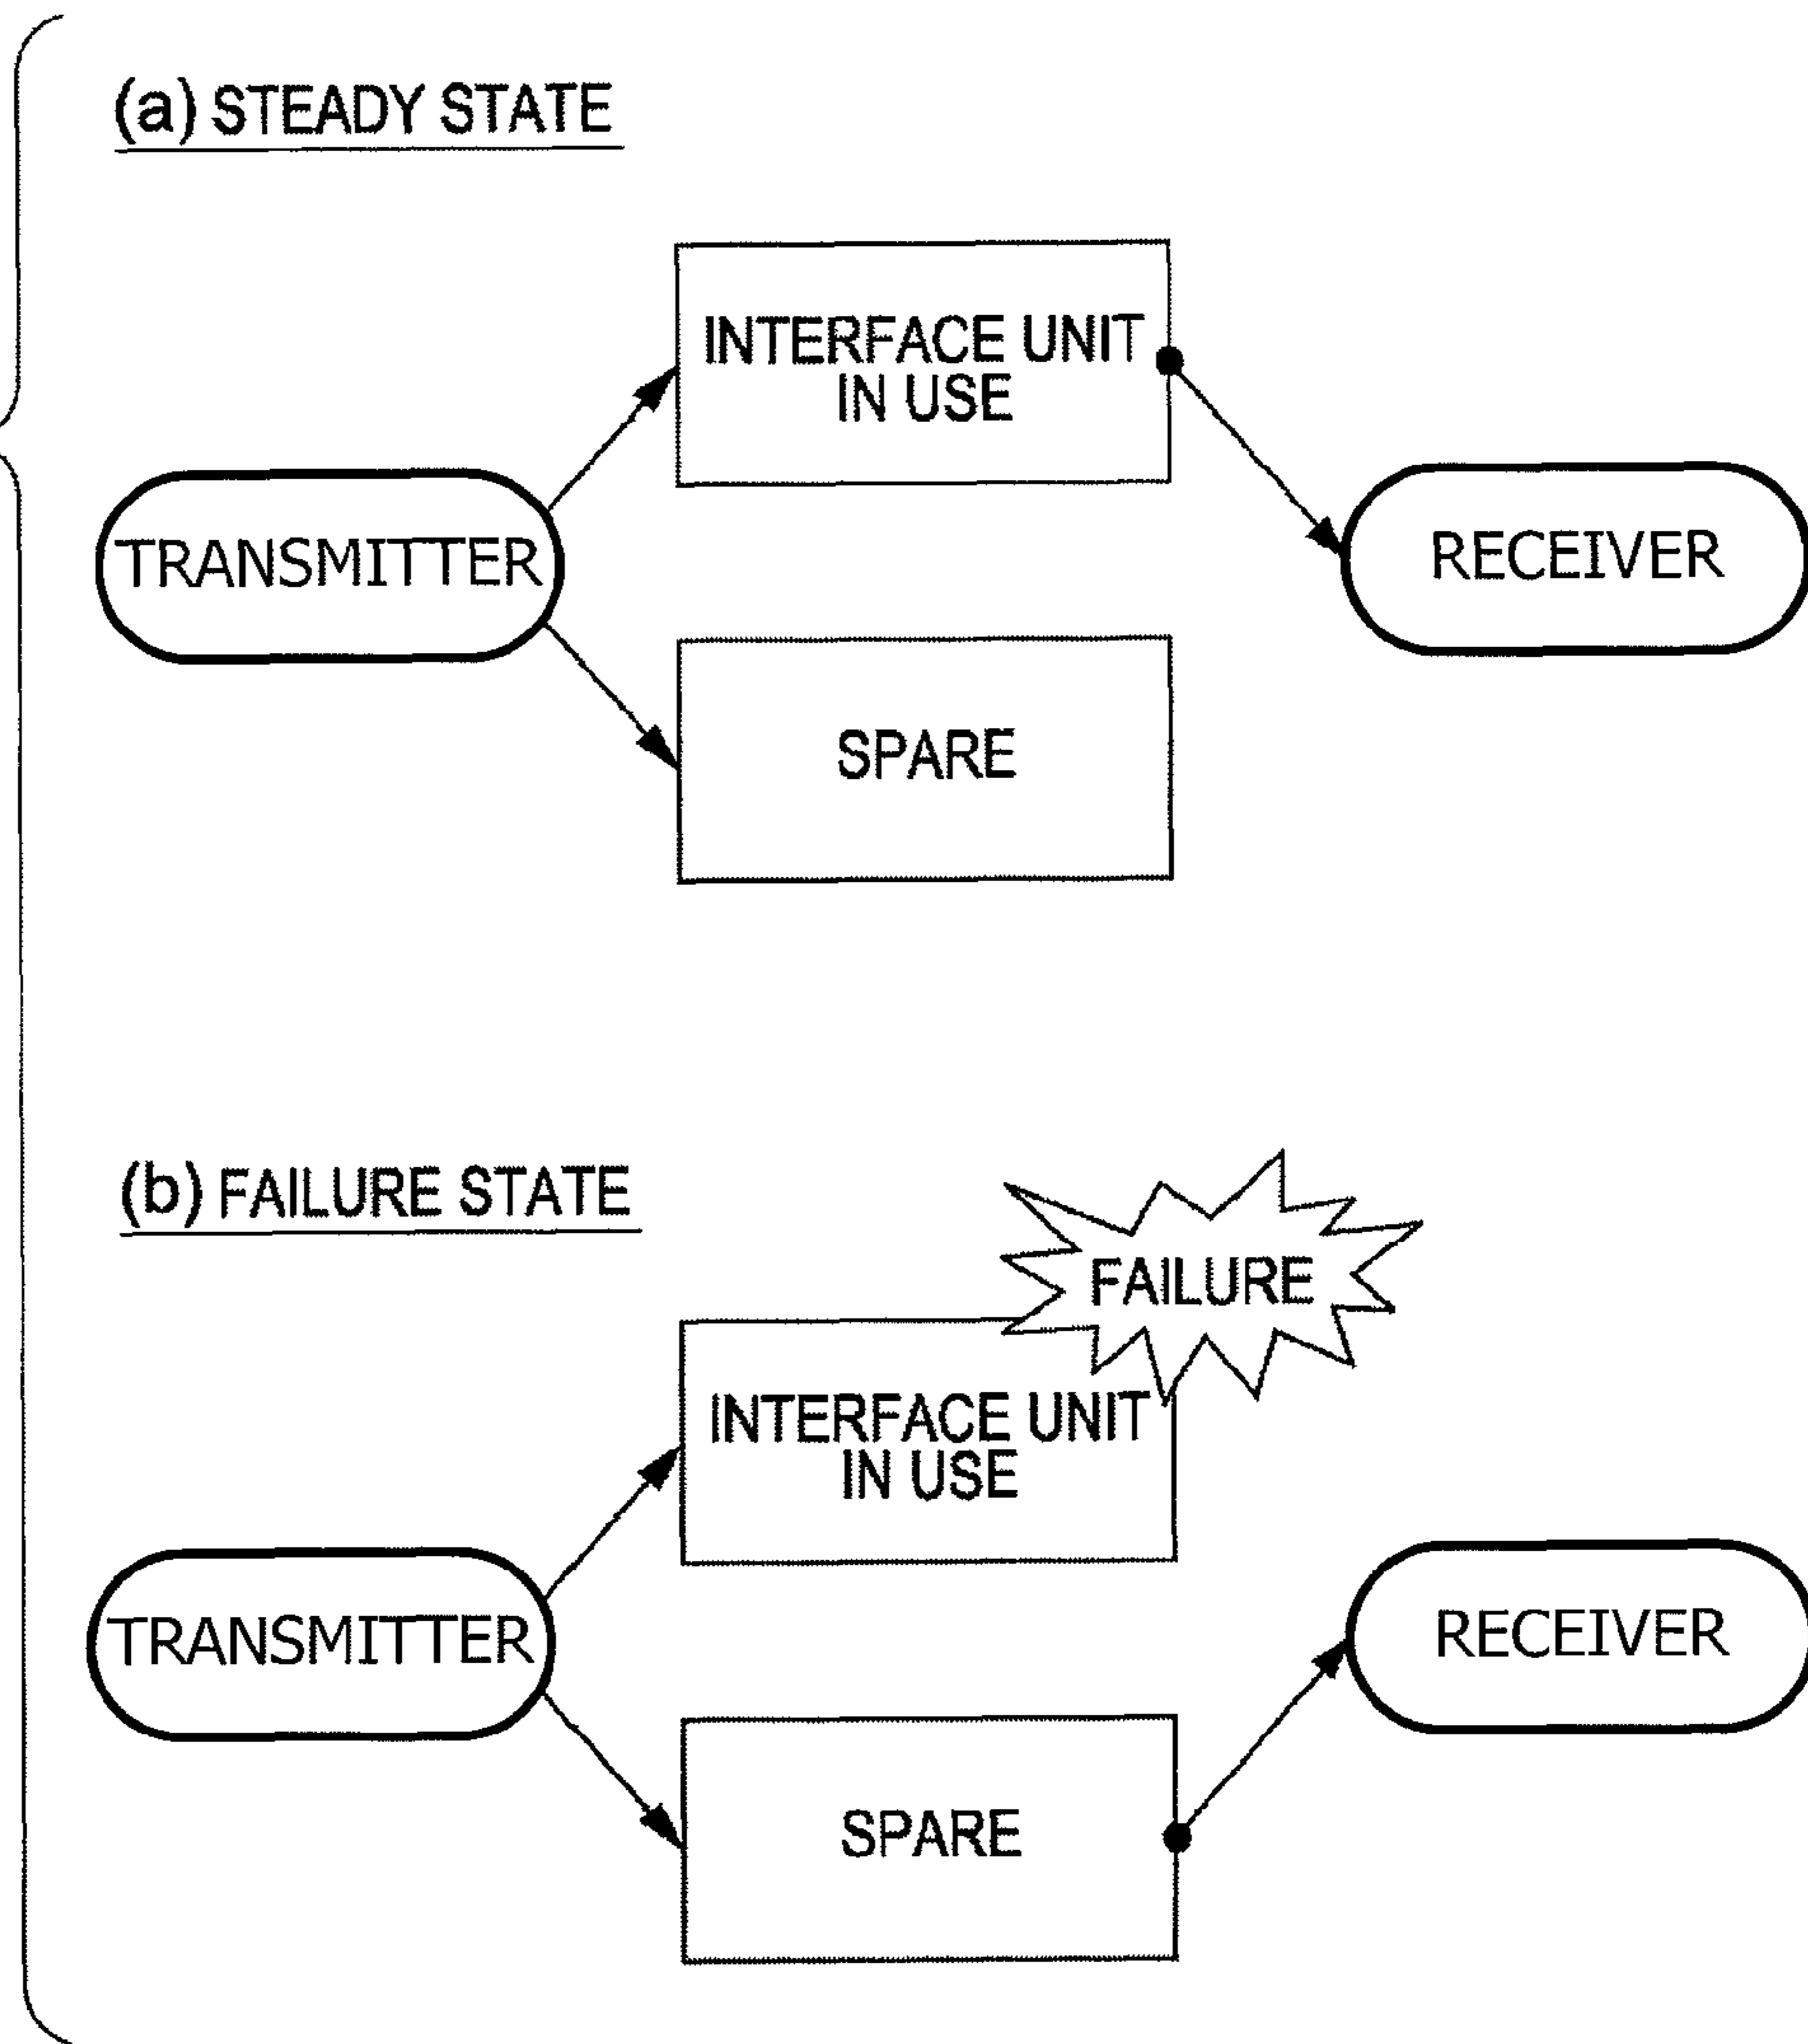 (a) STEADY STATE
INTERFACE UNIT
IN USE
TRANSMITTER
RECEIVER
SPARE
(b) FAILURE STATE
FAILURE
INTERFACE UNIT
IN USE
TRANSMITTER
RECEIVER
SPARE